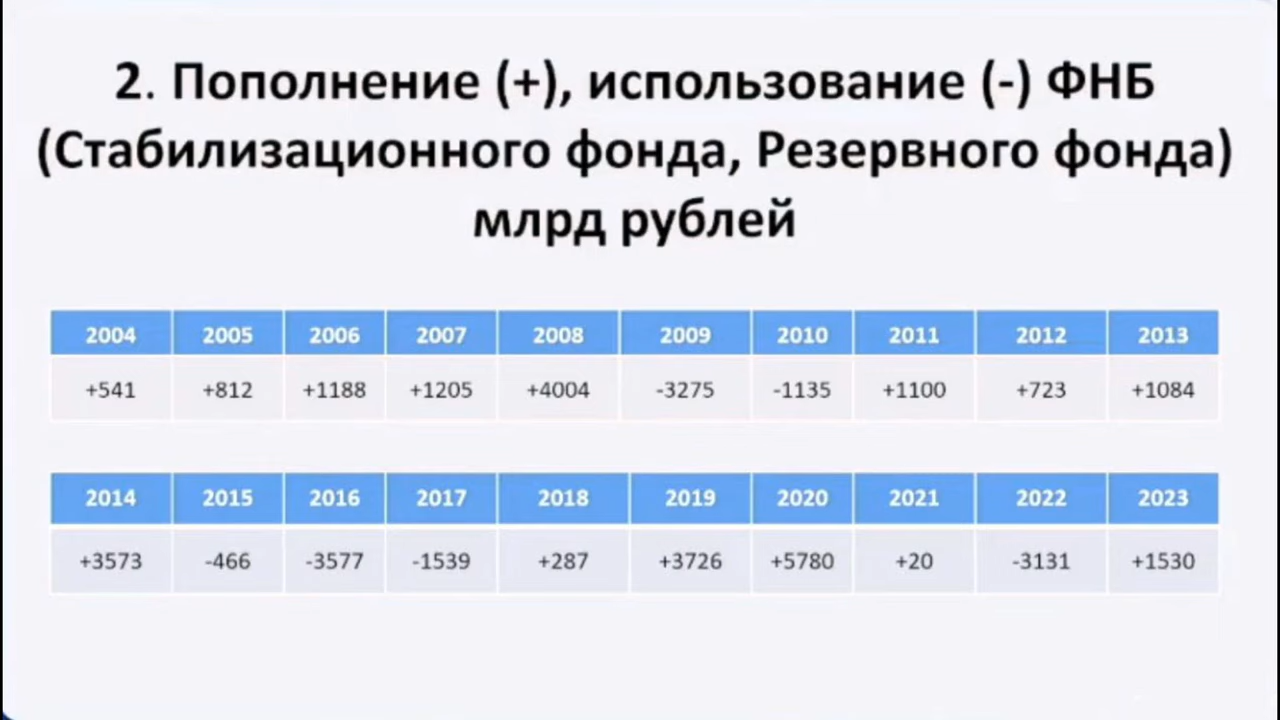 2. Пополнение (+), использование (-) ФНБ
(Стабилизационного фонда, Резервного фонда)
млрд рублей
2004 2005 2006 2007 2008 2009 2010 2011 2012 2013
+541 +812 +1188 +1205 +4004 -3275 -1135 +1100 +723 +1084
2014 2015 2016 2017 2018 2019 2020 2021 2022 2023
+3573 -466 -3577 -1539 +287 +3726 +5780 +20 -3131 +1530